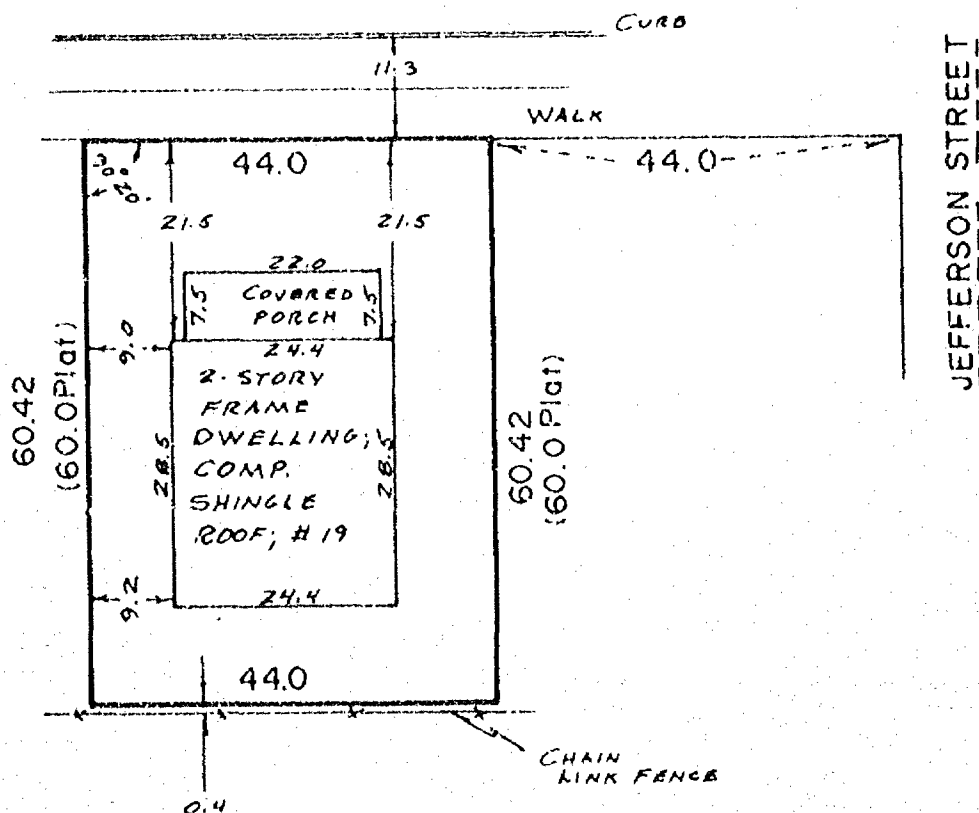 CURB
11.3
WALK
JEFFERSON STREET
44.0
44.0
21.5
21.5
22.0
7.5
COVERED
PORCH
7.5
9.0
24.4
60.42
(60.0 Plat)
2-STORY
FRAME
DWELLING;
COMP.
SHINGLE
ROOF; #19
28.5
28.5
60.42
(60.0 Plat)
9.2
24.4
44.0
CHAIN
LINK FENCE
0.4